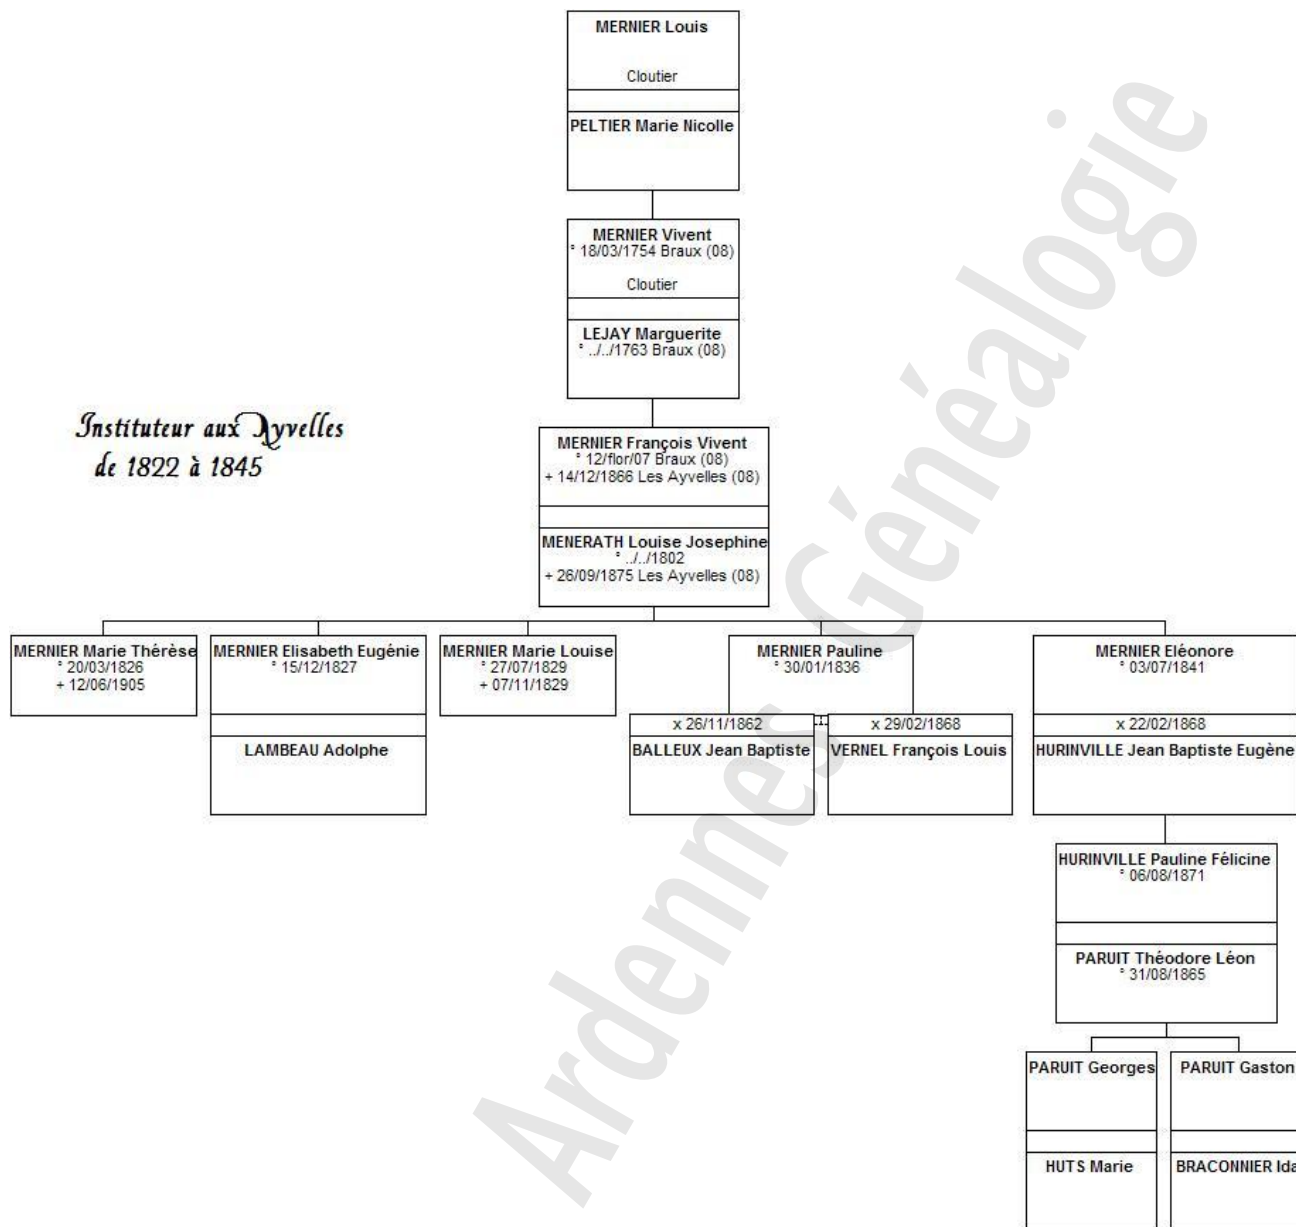 MERNIER Louis
Cloutier
PELTIER Marie Nicolle
MERNIER Vivent
° 18/03/1754 Braux (08)
Cloutier
LEJAY Marguerite
° ../../1763 Braux (08)
Instituteur aux Ayvelles
de 1822 à 1845
MERNIER François Vivent
° 12/flor/07 Braux (08)
+ 14/12/1866 Les Ayvelles (08)
MENERATH Louise Josephine
° ../../1802
+ 26/09/1875 Les Ayvelles (08)
MERNIER Marie Thérèse
° 20/03/1826
+ 12/06/1905
MERNIER Elisabeth Eugénie
° 15/12/1827
LAMBEAU Adolphe
MERNIER Marie Louise
° 27/07/1829
+ 07/11/1829
MERNIER Pauline
° 30/01/1836
x 26/11/1862
BALLEUX Jean Baptiste
x 29/02/1868
VERNEL François Louis
MERNIER Eléonore
° 03/07/1841
x 22/02/1868
HURINVILLE Jean Baptiste Eugène
HURINVILLE Pauline Félicine
° 06/08/1871
PARUIT Théodore Léon
° 31/08/1865
PARUIT Georges
HUTS Marie
PARUIT Gaston
BRACONNIER Ida
Ardennes Généalogie